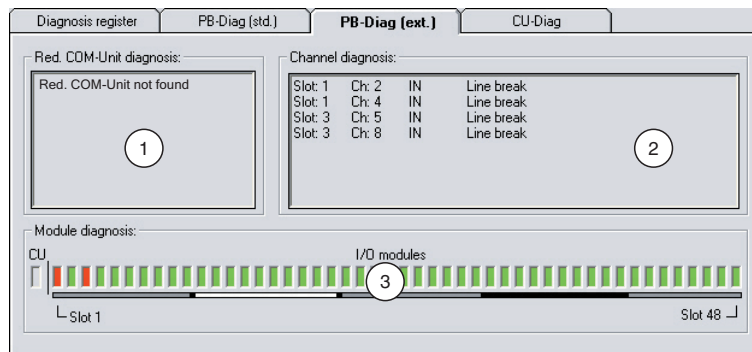 Diagnosis register PB-Diag (std.) PB-Diag (ext.) CU-Diag
Red. COM-Unit diagnosis:
Red. COM-Unit not found
1
Channel diagnosis:
Slot: 1 Ch: 2 IN Line break
Slot: 1 Ch: 4 IN Line break
Slot: 3 Ch: 5 IN Line break
Slot: 3 Ch: 8 IN Line break
2
Module diagnosis:
CU I/O modules
3
Slot 1 Slot 48